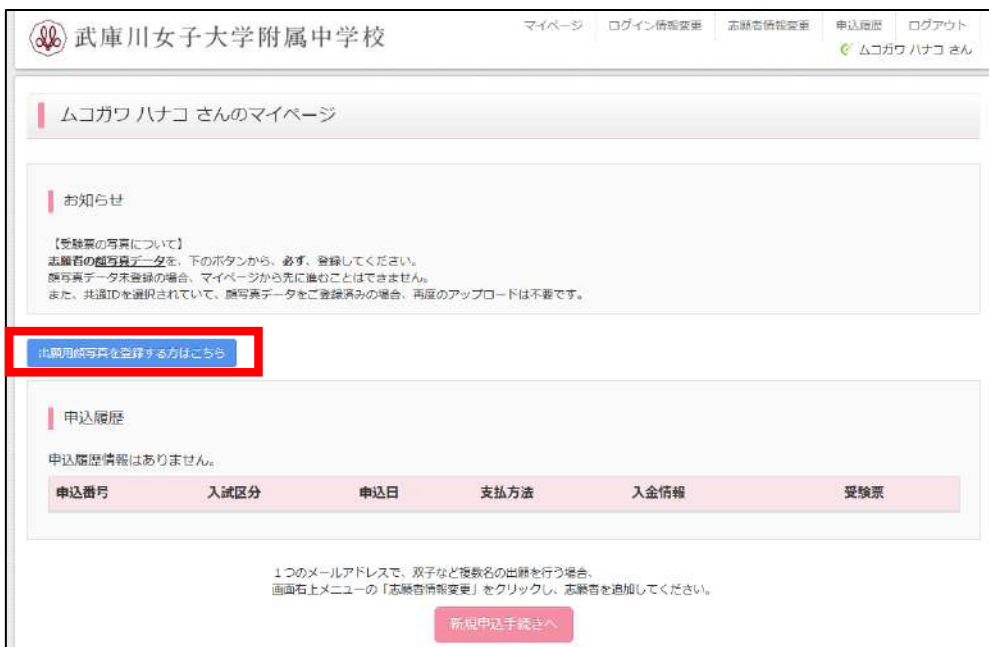 マイページ ログイン情報変更 志願者情報変更 申込履歴 ログアウト
武庫川女子大学附属中学校
ムコガワ ハナコ さん
ムコガワ ハナコ さんのマイページ
お知らせ
【受験票の写真について】
志願者の顔写真データを、下のボタンから、必ず、登録してください。
顔写真データ未登録の場合、マイページから先に進むことはできません。
また、共通IDを選択されていて、顔写真データをご登録済みの場合、再度のアップロードは不要です。
出願用顔写真を登録する方はこちら
申込履歴
申込履歴情報はありません。
申込番号 入試区分 申込日 支払方法 入金情報 受験票
１つのメールアドレスで、双子など複数名の出願を行う場合、
画面右上メニューの「志願者情報変更」をクリックし、志願者を追加してください。
新規申込手続きへ